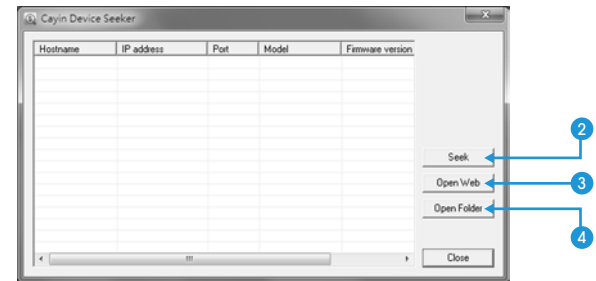 Cayin Device Seeker
Hostname IP address Port Model Firmware version
Seek
2
Open Web
3
Open Folder
4
Close